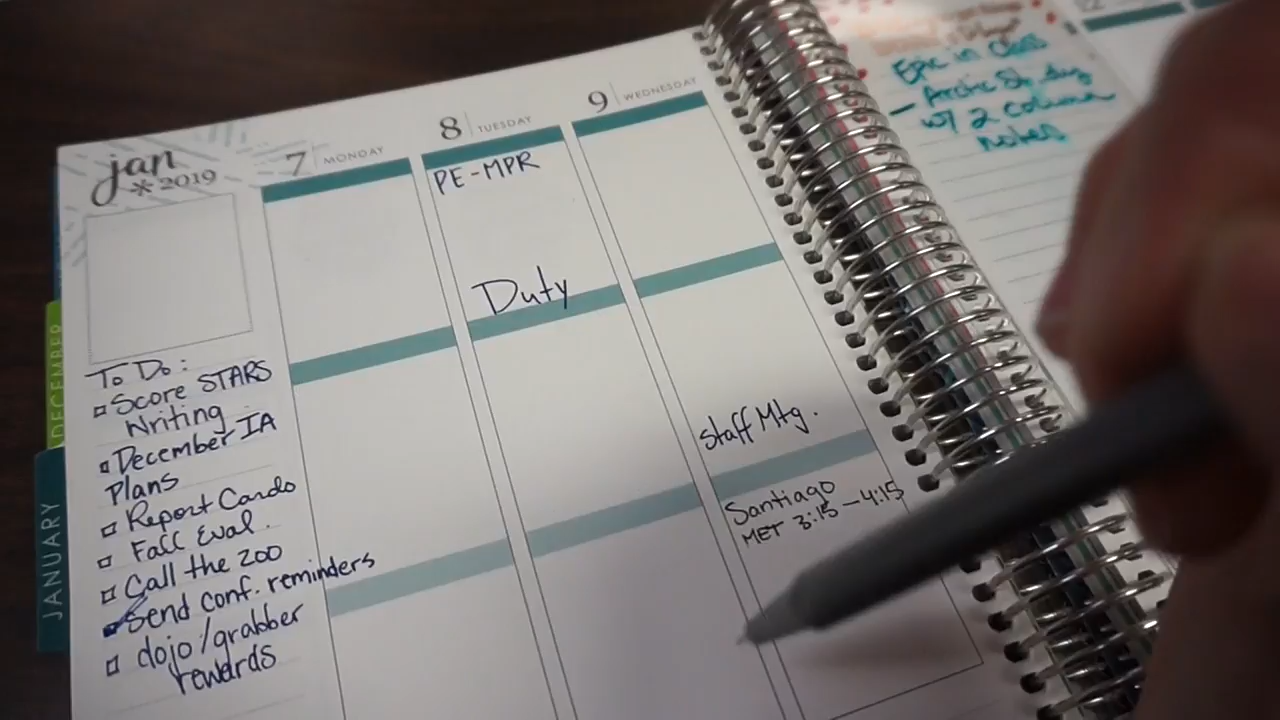 jan
* 2019
7 | MONDAY
8 | TUESDAY
9 | WEDNESDAY
PE-MPR
Duty
Staff Mtg.
Santiago
MET 3:15-4:15
To Do:
Score STARS
Writing
December IA
Plans
Report Cards
Fall Eval.
Call the zoo
Send conf. reminders
dojo/grabber
rewards
DECEMBER
JANUARY
Epic in Class
- Arctic Study
w/ 2 column
notes